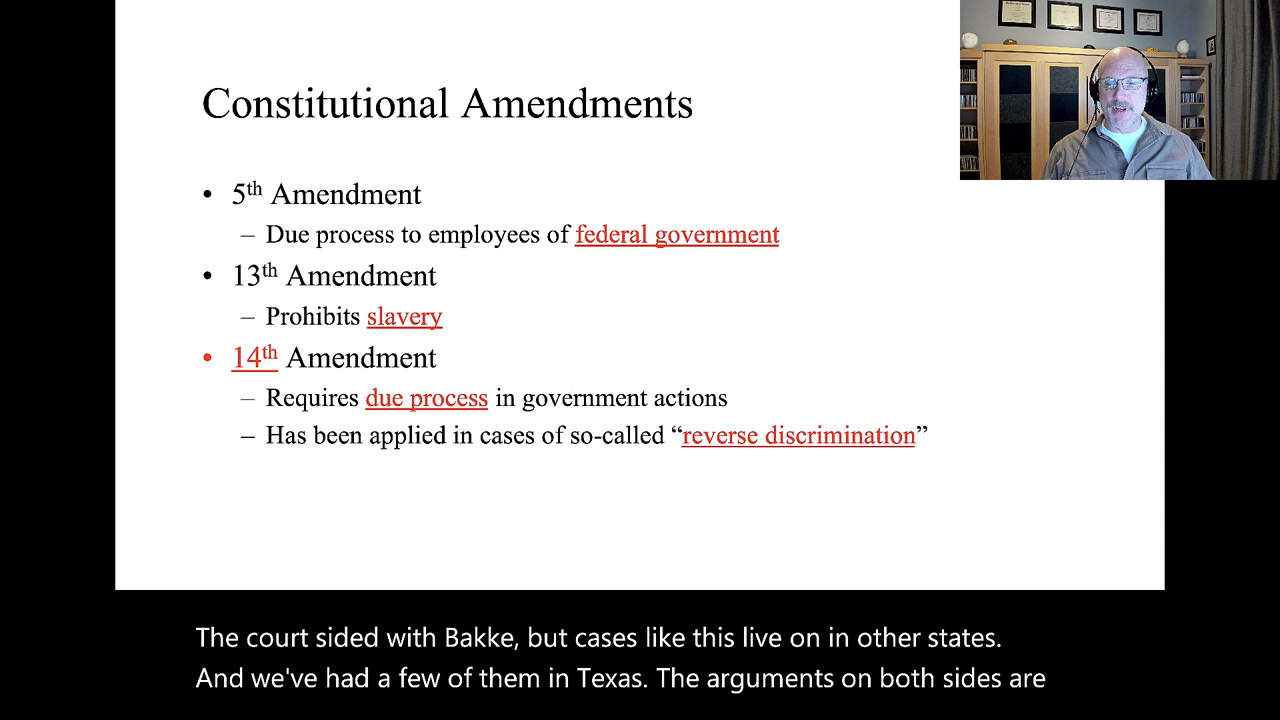 Constitutional Amendments
• 5th Amendment
– Due process to employees of federal government
• 13th Amendment
– Prohibits slavery
• 14th Amendment
– Requires due process in government actions
– Has been applied in cases of so-called “reverse discrimination”
The court sided with Bakke, but cases like this live on in other states.
And we've had a few of them in Texas. The arguments on both sides are